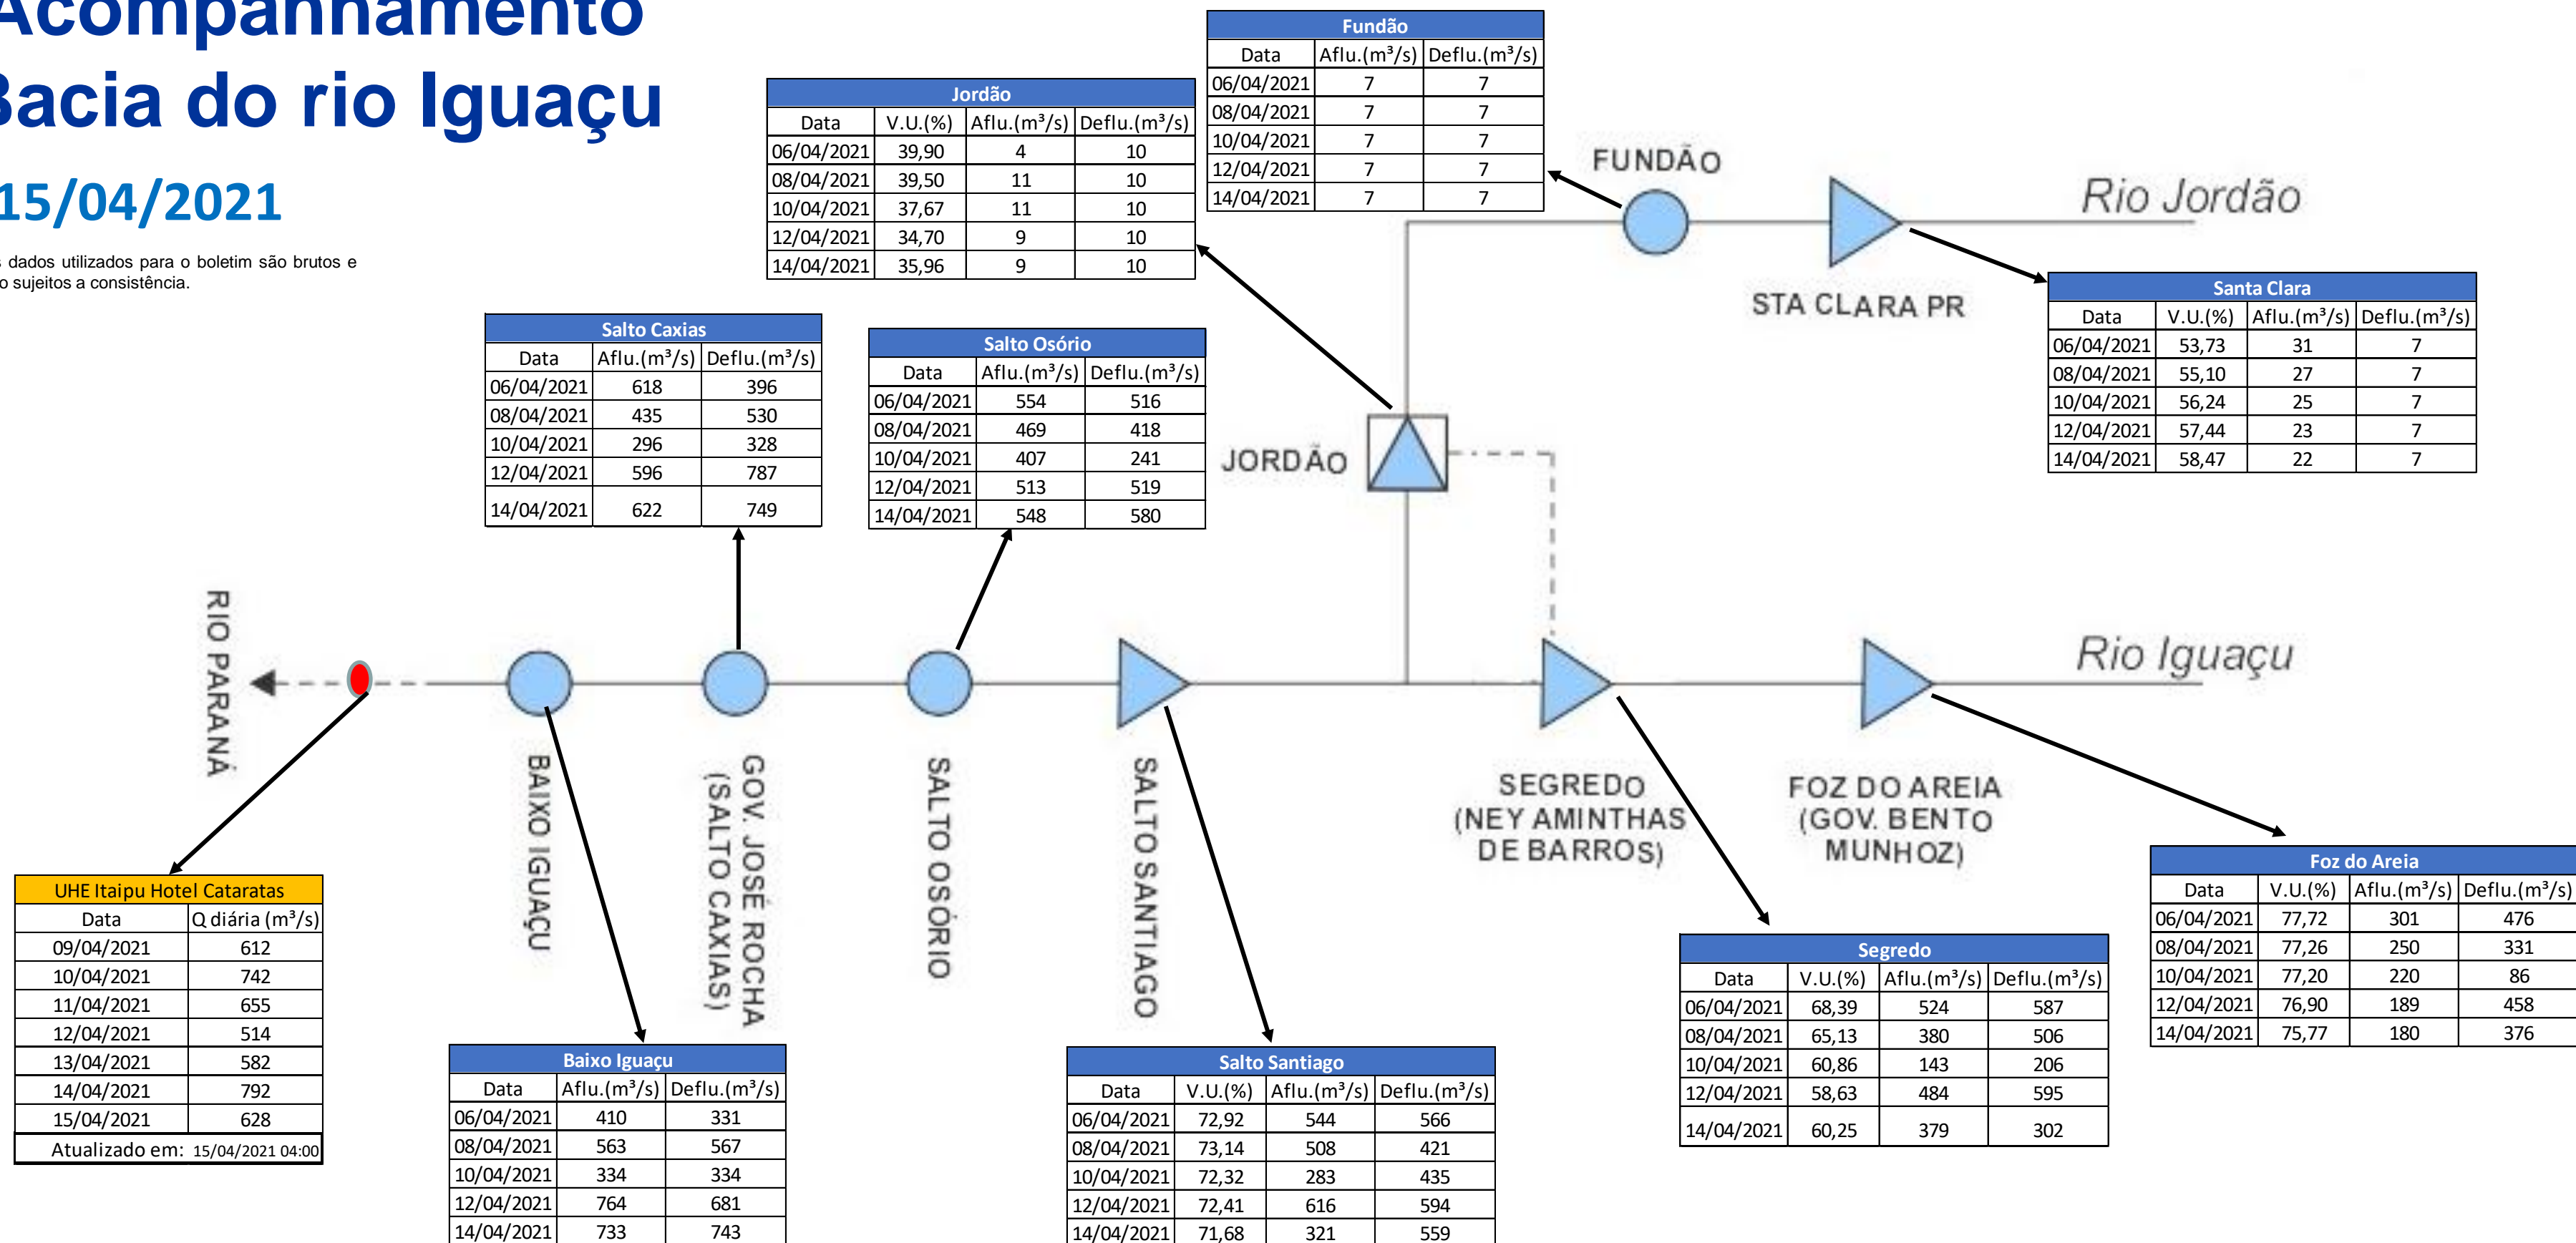 Acompanhamento
Bacia do rio Iguaçu
15/04/2021
s dados utilizados para o boletim são brutos e
o sujeitos a consistência.
Fundão
Data Aflu.(m³/s) Deflu.(m³/s)
06/04/2021 7 7
08/04/2021 7 7
10/04/2021 7 7
12/04/2021 7 7
14/04/2021 7 7
Jordão
Data V.U.(%) Aflu.(m³/s) Deflu.(m³/s)
06/04/2021 39,90 4 10
08/04/2021 39,50 11 10
10/04/2021 37,67 11 10
12/04/2021 34,70 9 10
14/04/2021 35,96 9 10
FUNDÃO
Rio Jordão
STA CLARA PR
Santa Clara
Data V.U.(%) Aflu.(m³/s) Deflu.(m³/s)
06/04/2021 53,73 31 7
08/04/2021 55,10 27 7
10/04/2021 56,24 25 7
12/04/2021 57,44 23 7
14/04/2021 58,47 22 7
Salto Caxias
Data Aflu.(m³/s) Deflu.(m³/s)
06/04/2021 618 396
08/04/2021 435 530
10/04/2021 296 328
12/04/2021 596 787
14/04/2021 622 749
Salto Osório
Data Aflu.(m³/s) Deflu.(m³/s)
06/04/2021 554 516
08/04/2021 469 418
10/04/2021 407 241
12/04/2021 513 519
14/04/2021 548 580
JORDÃO
RIO PARANÁ
Rio Iguaçu
BAIXO IGUAÇU
GOV. JOSÉ ROCHA
(SALTO CAXIAS)
SALTO OSÓRIO
SALTO SANTIAGO
SEGREDO
(NEY AMINTHAS
DE BARROS)
FOZ DO AREIA
(GOV. BENTO
MUNHOZ)
UHE Itaipu Hotel Cataratas
Data Q diária (m³/s)
09/04/2021 612
10/04/2021 742
11/04/2021 655
12/04/2021 514
13/04/2021 582
14/04/2021 792
15/04/2021 628
Atualizado em: 15/04/2021 04:00
Baixo Iguaçu
Data Aflu.(m³/s) Deflu.(m³/s)
06/04/2021 410 331
08/04/2021 563 567
10/04/2021 334 334
12/04/2021 764 681
14/04/2021 733 743
Salto Santiago
Data V.U.(%) Aflu.(m³/s) Deflu.(m³/s)
06/04/2021 72,92 544 566
08/04/2021 73,14 508 421
10/04/2021 72,32 283 435
12/04/2021 72,41 616 594
14/04/2021 71,68 321 559
Segredo
Data V.U.(%) Aflu.(m³/s) Deflu.(m³/s)
06/04/2021 68,39 524 587
08/04/2021 65,13 380 506
10/04/2021 60,86 143 206
12/04/2021 58,63 484 595
14/04/2021 60,25 379 302
Foz do Areia
Data V.U.(%) Aflu.(m³/s) Deflu.(m³/s)
06/04/2021 77,72 301 476
08/04/2021 77,26 250 331
10/04/2021 77,20 220 86
12/04/2021 76,90 189 458
14/04/2021 75,77 180 376